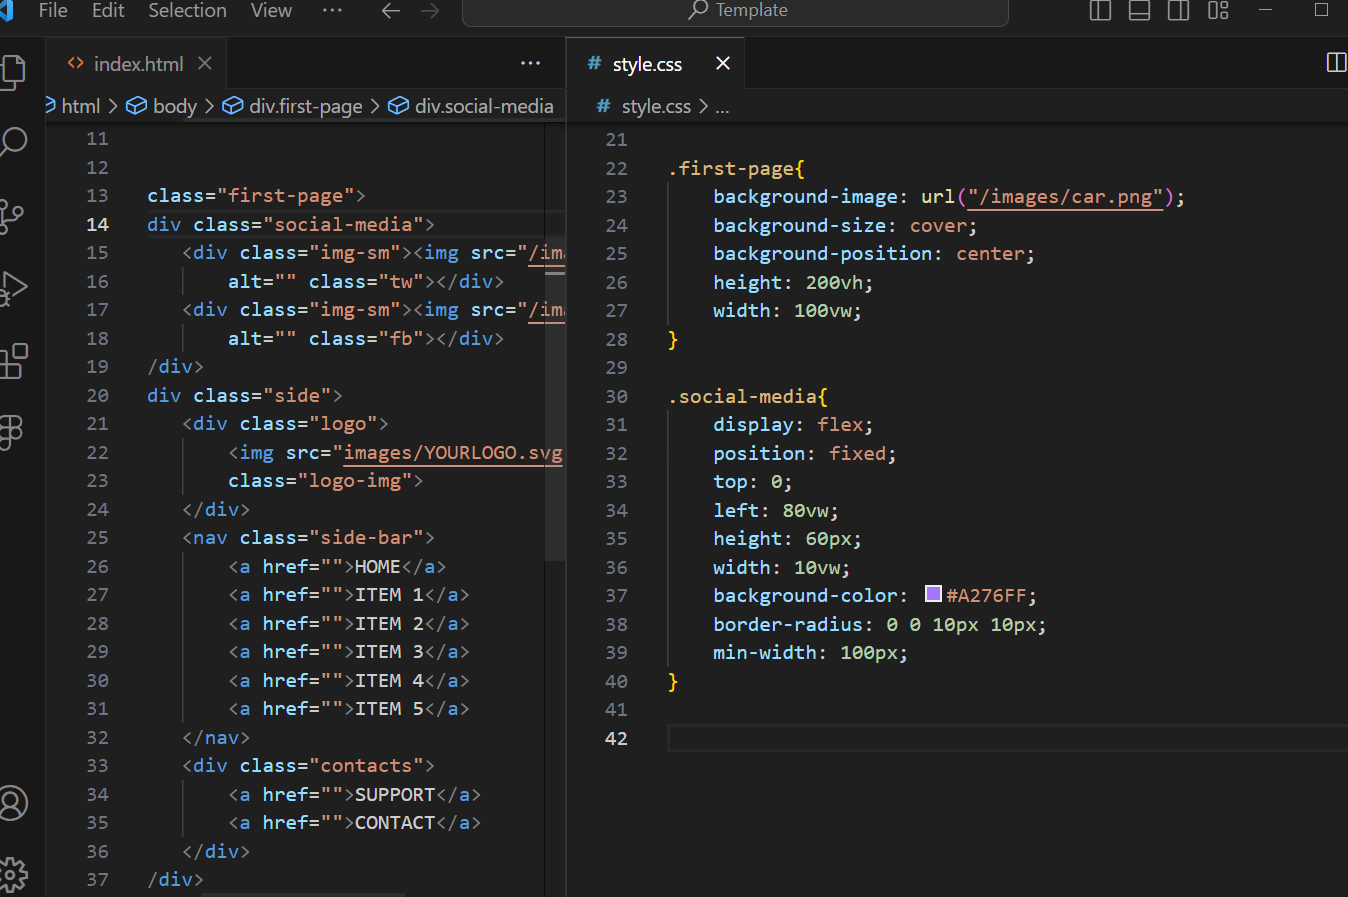 File Edit Selection View ··· ← → Template
index.html × ···
html > body > div.first-page > div.social-media
11
12
13 class="first-page">
14 div class="social-media">
15 <div class="img-sm"><img src="/im
16 alt="" class="tw"></div>
17 <div class="img-sm"><img src="/im
18 alt="" class="fb"></div>
19 /div>
20 div class="side">
21 <div class="logo">
22 <img src="images/YOURLOGO.svg
23 class="logo-img">
24 </div>
25 <nav class="side-bar">
26 <a href="">HOME</a>
27 <a href="">ITEM 1</a>
28 <a href="">ITEM 2</a>
29 <a href="">ITEM 3</a>
30 <a href="">ITEM 4</a>
31 <a href="">ITEM 5</a>
32 </nav>
33 <div class="contacts">
34 <a href="">SUPPORT</a>
35 <a href="">CONTACT</a>
36 </div>
37 /div>
# style.css ×
# style.css > ...
21
22 .first-page{
23 background-image: url("/images/car.png");
24 background-size: cover;
25 background-position: center;
26 height: 200vh;
27 width: 100vw;
28 }
29
30 .social-media{
31 display: flex;
32 position: fixed;
33 top: 0;
34 left: 80vw;
35 height: 60px;
36 width: 10vw;
37 background-color: #A276FF;
38 border-radius: 0 0 10px 10px;
39 min-width: 100px;
40 }
41
42